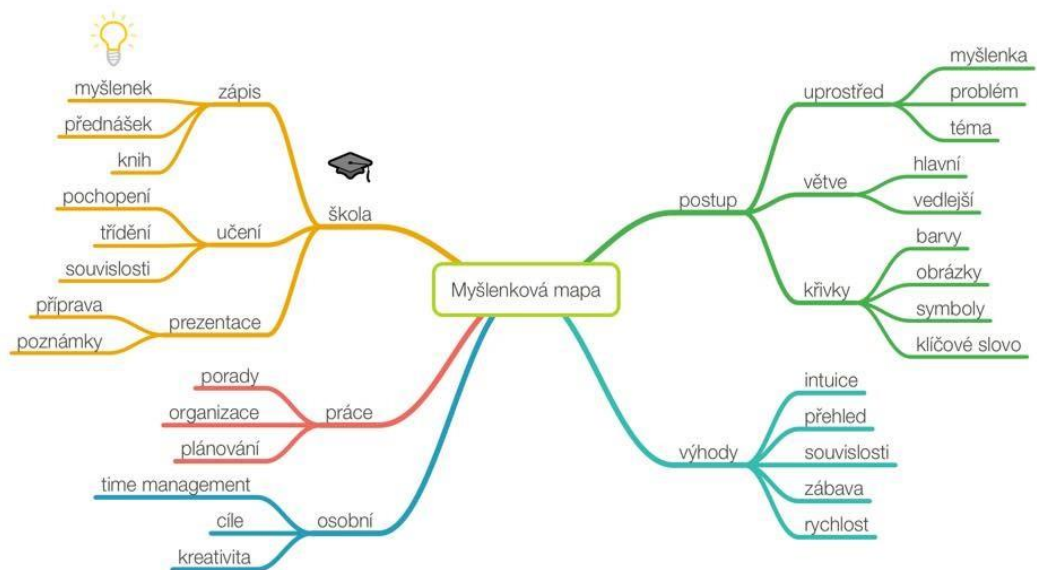 Myšlenková mapa
postup
uprostřed
myšlenka
problém
téma
větve
hlavní
vedlejší
křivky
barvy
obrázky
symboly
klíčové slovo
výhody
intuice
přehled
souvislosti
zábava
rychlost
škola
zápis
myšlenek
přednášek
knih
učení
pochopení
třídění
souvislosti
prezentace
příprava
poznámky
práce
porady
organizace
plánování
osobní
time management
cíle
kreativita